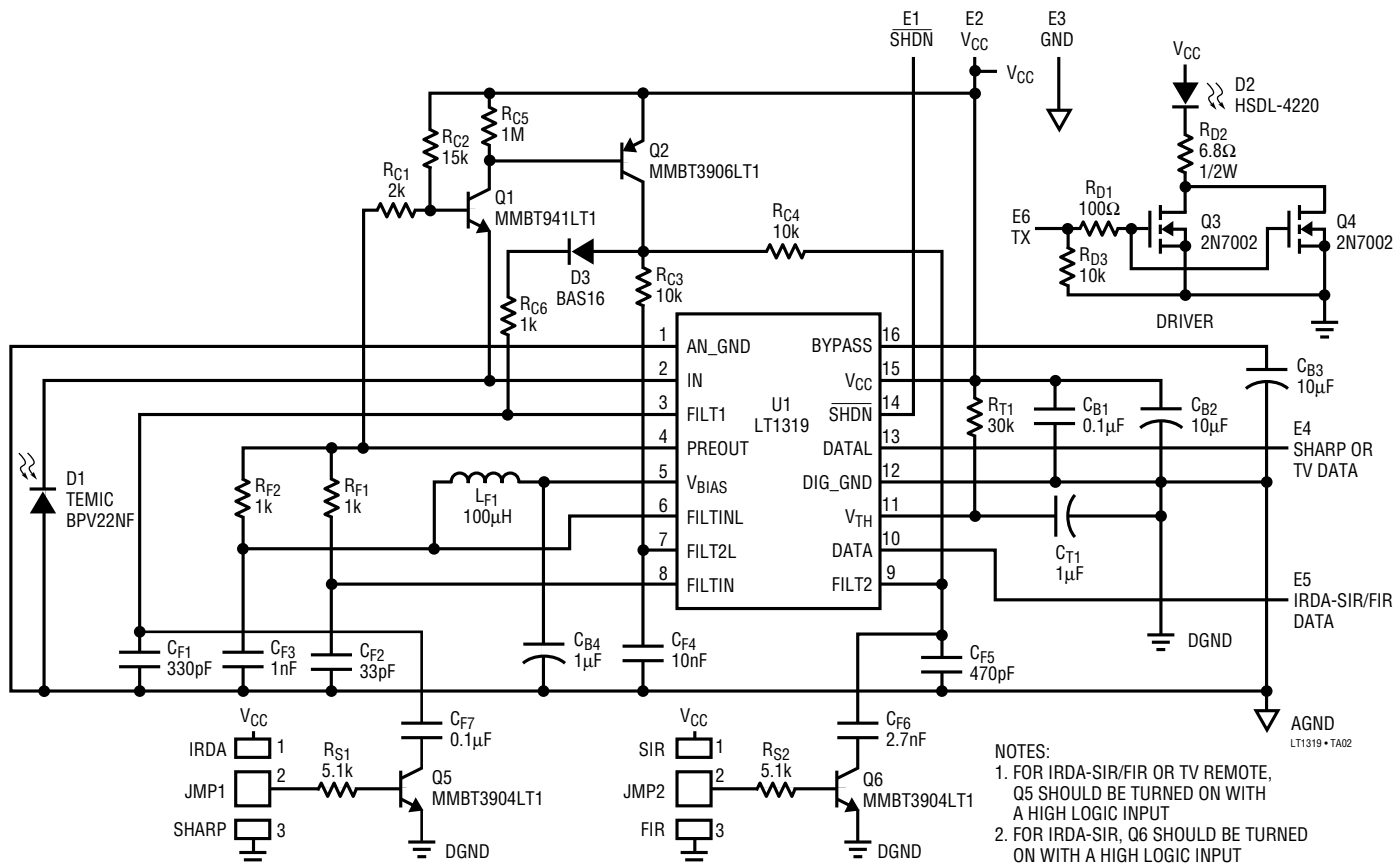 E1
SHDN
E2
VCC
E3
GND
VCC
VCC
D2
HSDL-4220
RD2
6.8Ω
1/2W
RC5
1M
RC2
15k
RC1
2k
Q1
MMBT941LT1
Q2
MMBT3906LT1
RD1
100Ω
E6
TX
RD3
10k
Q3
2N7002
Q4
2N7002
DRIVER
RC4
10k
D3
BAS16
RC3
10k
RC6
1k
1
AN_GND
2
IN
3
FILT1
4
PREOUT
5
VBIAS
6
FILTINL
7
FILT2L
8
FILTIN
U1
LT1319
BYPASS
16
VCC
15
SHDN
14
DATAL
13
DIG_GND
12
VTH
11
DATA
10
FILT2
9
RT1
30k
CB1
0.1µF
CB2
10µF
CB3
10µF
E4
SHARP OR
TV DATA
CT1
1µF
E5
IRDA-SIR/FIR
DATA
DGND
D1
TEMIC
BPV22NF
RF2
1k
RF1
1k
LF1
100µH
CF1
330pF
CF3
1nF
CF2
33pF
CB4
1µF
CF4
10nF
CF5
470pF
AGND
LT1319 • TA02
VCC
IRDA
1
JMP1
2
SHARP
3
RS1
5.1k
CF7
0.1µF
Q5
MMBT3904LT1
DGND
VCC
SIR
1
JMP2
2
FIR
3
RS2
5.1k
CF6
2.7nF
Q6
MMBT3904LT1
DGND
NOTES:
1. FOR IRDA-SIR/FIR OR TV REMOTE,
Q5 SHOULD BE TURNED ON WITH
A HIGH LOGIC INPUT
2. FOR IRDA-SIR, Q6 SHOULD BE TURNED
ON WITH A HIGH LOGIC INPUT